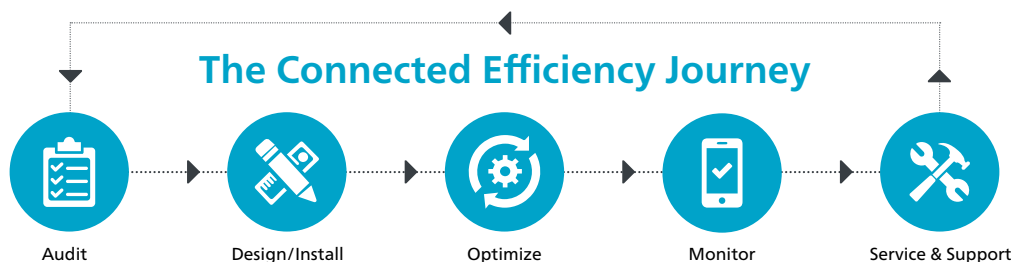 The Connected Efficiency Journey
Audit
Design/Install
Optimize
Monitor
Service & Support